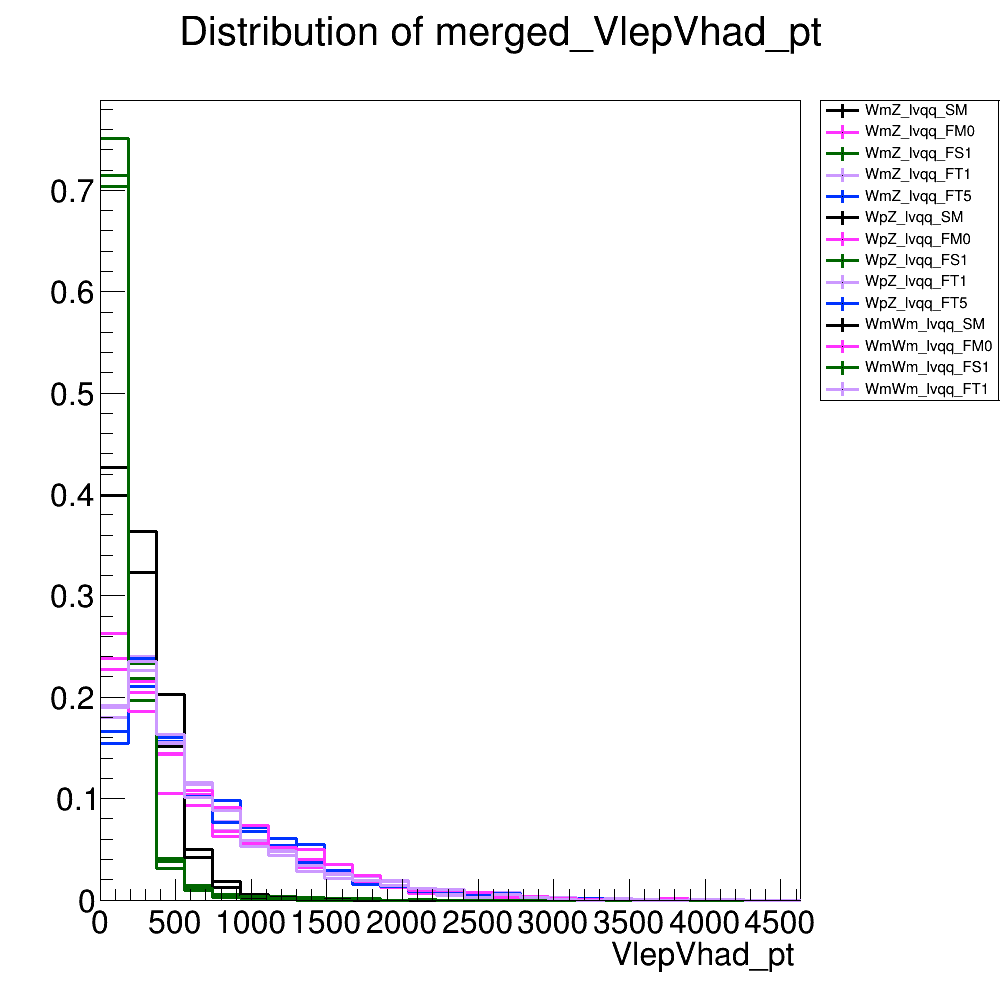 Distribution of merged_VlepVhad_pt
WmZ_lvqq_SM
WmZ_lvqq_FM0
WmZ_lvqq_FS1
WmZ_lvqq_FT1
WmZ_lvqq_FT5
WpZ_lvqq_SM
WpZ_lvqq_FM0
WpZ_lvqq_FS1
WpZ_lvqq_FT1
WpZ_lvqq_FT5
WmWm_lvqq_SM
WmWm_lvqq_FM0
WmWm_lvqq_FS1
WmWm_lvqq_FT1
0.7
0.6
0.5
0.4
0.3
0.2
0.1
0
0 500 1000 1500 2000 2500 3000 3500 4000 4500
VlepVhad_pt